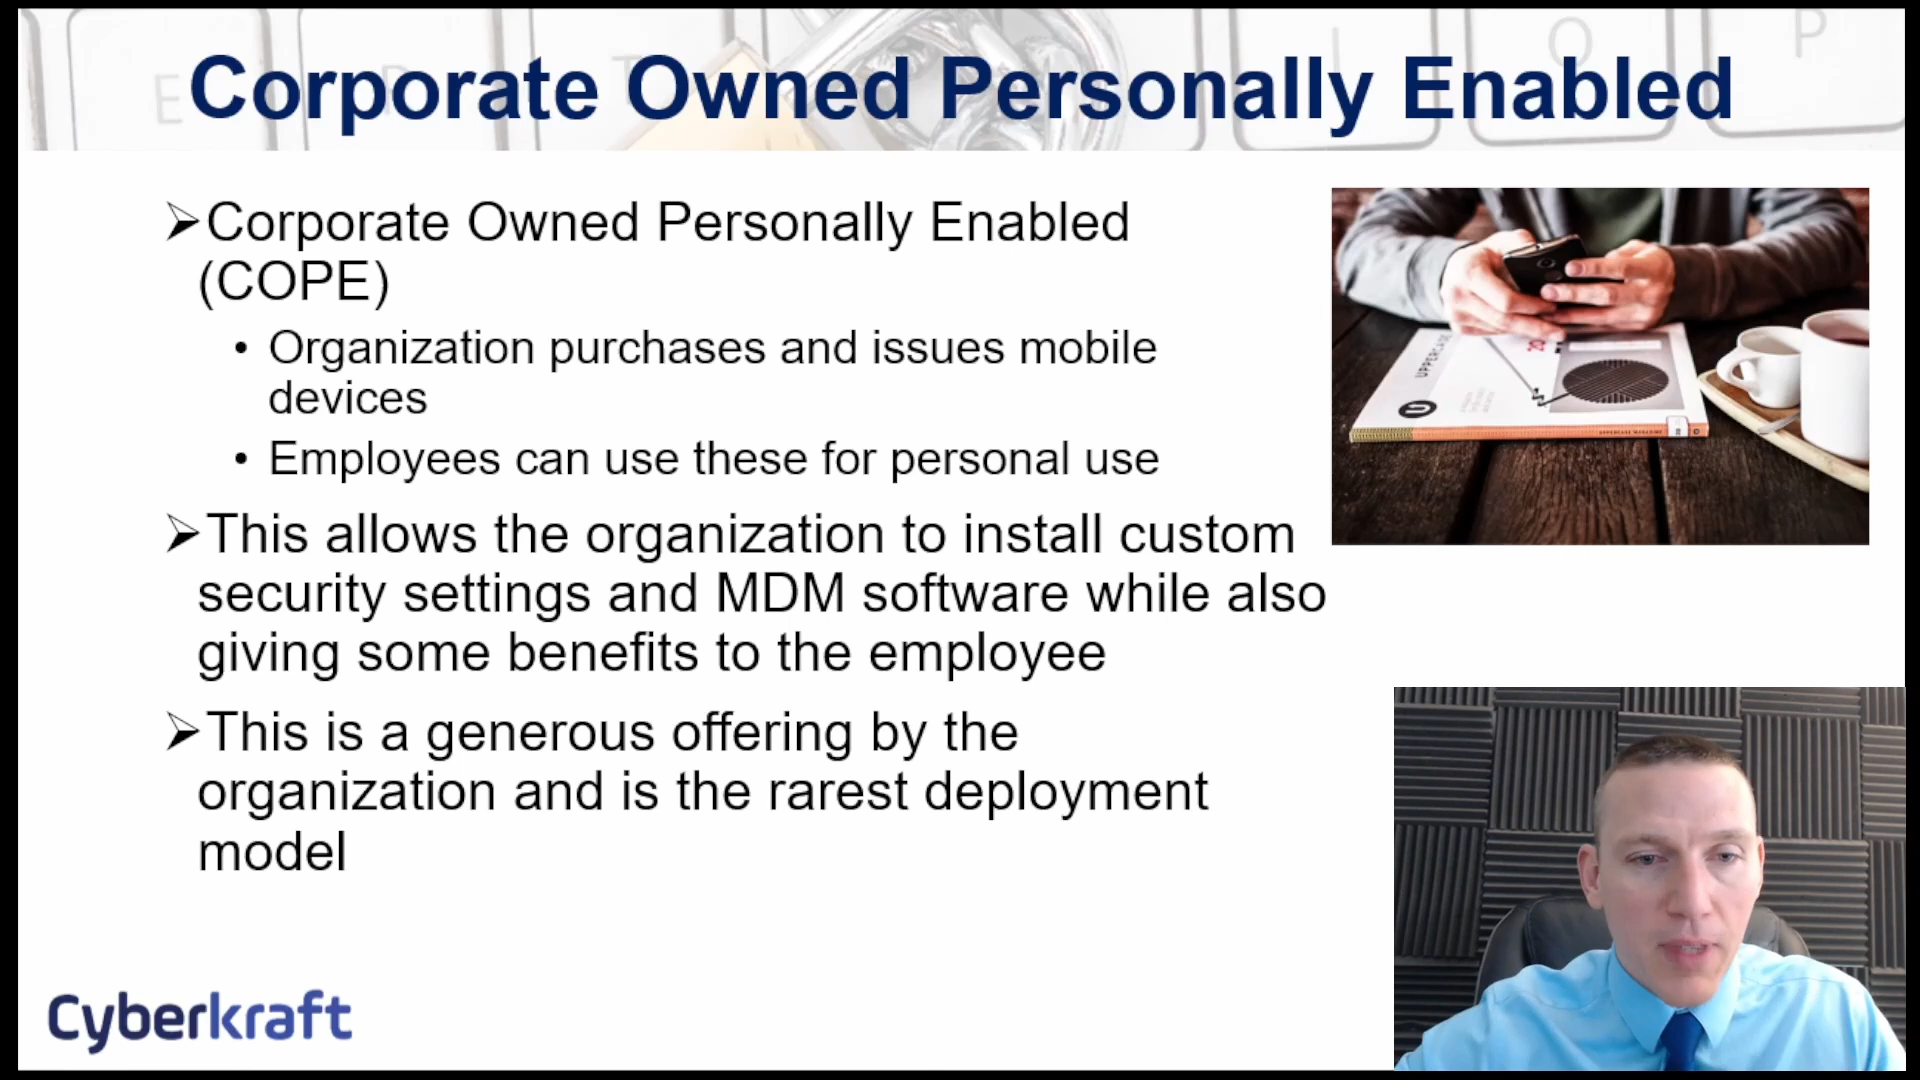 Corporate Owned Personally Enabled
➢Corporate Owned Personally Enabled
(COPE)
• Organization purchases and issues mobile
devices
• Employees can use these for personal use
➢This allows the organization to install custom
security settings and MDM software while also
giving some benefits to the employee
➢This is a generous offering by the
organization and is the rarest deployment
model
UPPERCASE
U
Cyberkraft